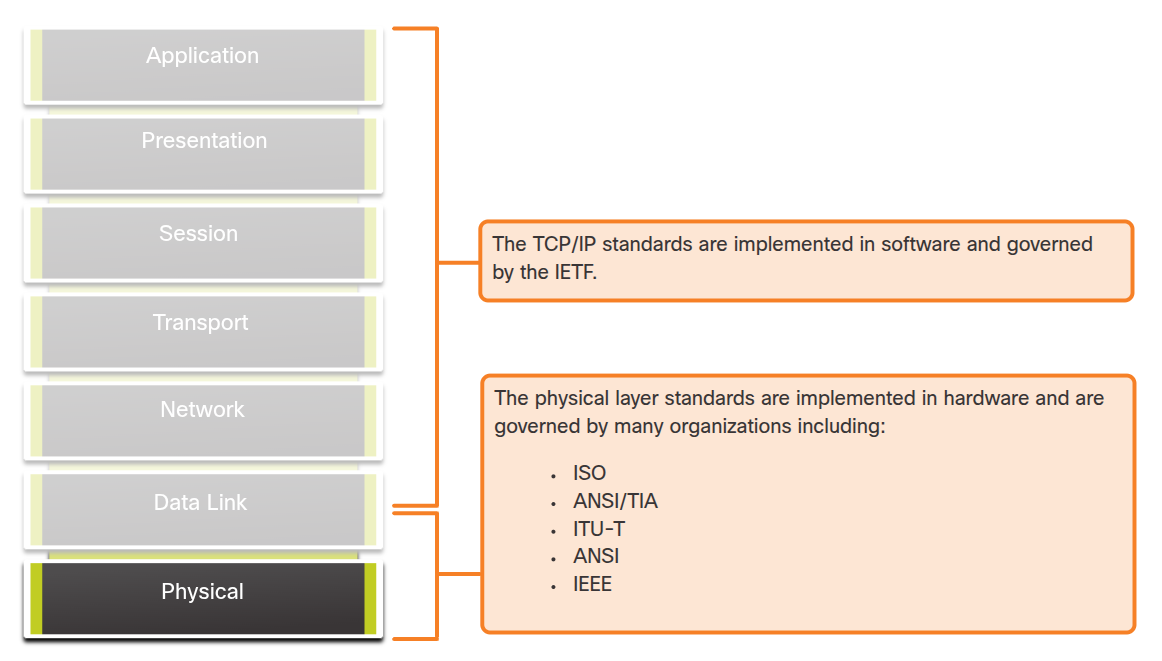 Application
Presentation
Session
Transport
Network
Data Link
Physical
The TCP/IP standards are implemented in software and governed
by the IETF.
The physical layer standards are implemented in hardware and are
governed by many organizations including:
• ISO
• ANSI/TIA
• ITU-T
• ANSI
• IEEE